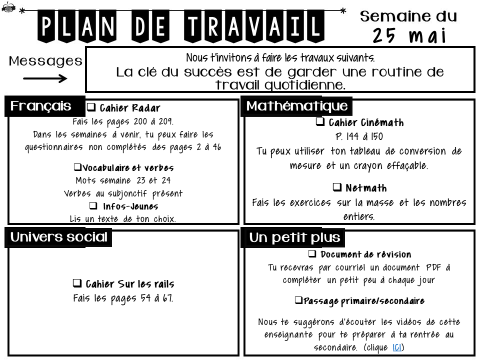 PLAN DE TRAVAIL
Semaine du
25 mai
Messages
Nous t'invitons à faire les travaux suivants.
La clé du succès est de garder une routine de
travail quotidienne.
Français
❑ Cahier Radar
Fais les pages 200 à 209.
Dans les semaines à venir, tu peux faire les
questionnaires non complétés des pages 2 à 46
❑Vocabulaire et verbes
Mots semaine 23 et 24
Verbes au subjonctif présent
❑ Infos-Jeunes
Lis un texte de ton choix.
Mathématique
❑ Cahier Cinémath
P. 144 à 150
Tu peux utiliser ton tableau de conversion de
mesure et un crayon effaçable.
❑ Netmath
Fais les exercices sur la masse et les nombres
entiers.
Univers social
❑ Cahier Sur les rails
Fais les pages 54 à 67.
Un petit plus
❑ Document de révision
Tu recevras par courriel un document PDF à
compléter un petit peu à chaque jour
❑Passage primaire/secondaire
Nous te suggérons d'écouter les vidéos de cette
enseignante pour te préparer à ta rentrée au
secondaire. (clique ICI)